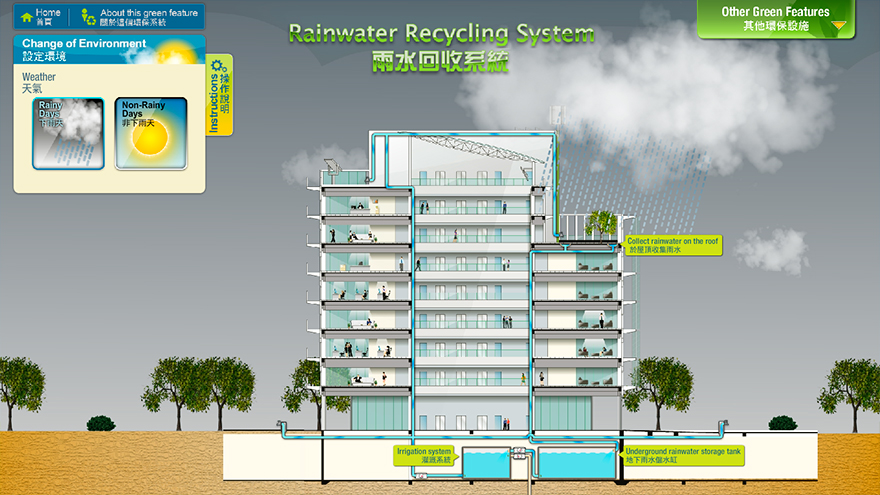 Home
首頁
About this green feature
關於這個環保系統
Change of Environment
設定環境
Weather
天氣
Rainy
Days
下雨天
Non-Rainy
Days
非下雨天
Instructions
操作說明
Rainwater Recycling System
雨水回收系統
Other Green Features
其他環保設施
Collect rainwater on the roof
於屋頂收集雨水
Irrigation system
灌溉系統
Underground rainwater storage tank
地下雨水儲水缸